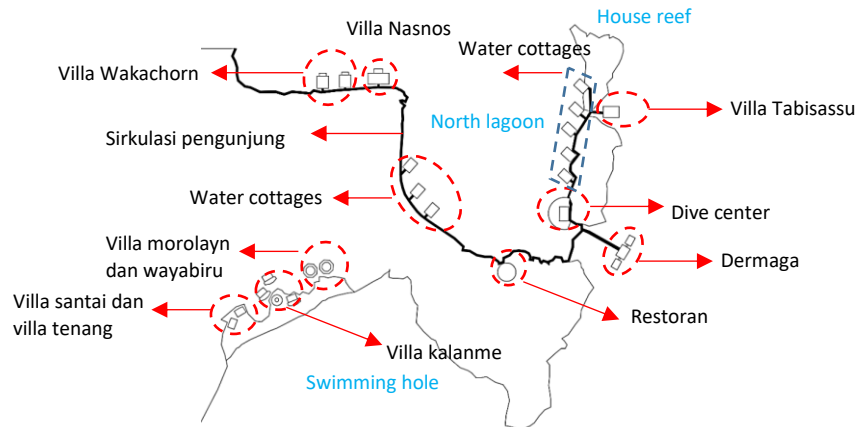 House reef
Villa Nasnos
Water cottages
Villa Wakachorn
Villa Tabisassu
North lagoon
Sirkulasi pengunjung
Water cottages
Dive center
Villa morolayn
dan wayabiru
Dermaga
Villa santai dan
villa tenang
Restoran
Villa kalanme
Swimming hole